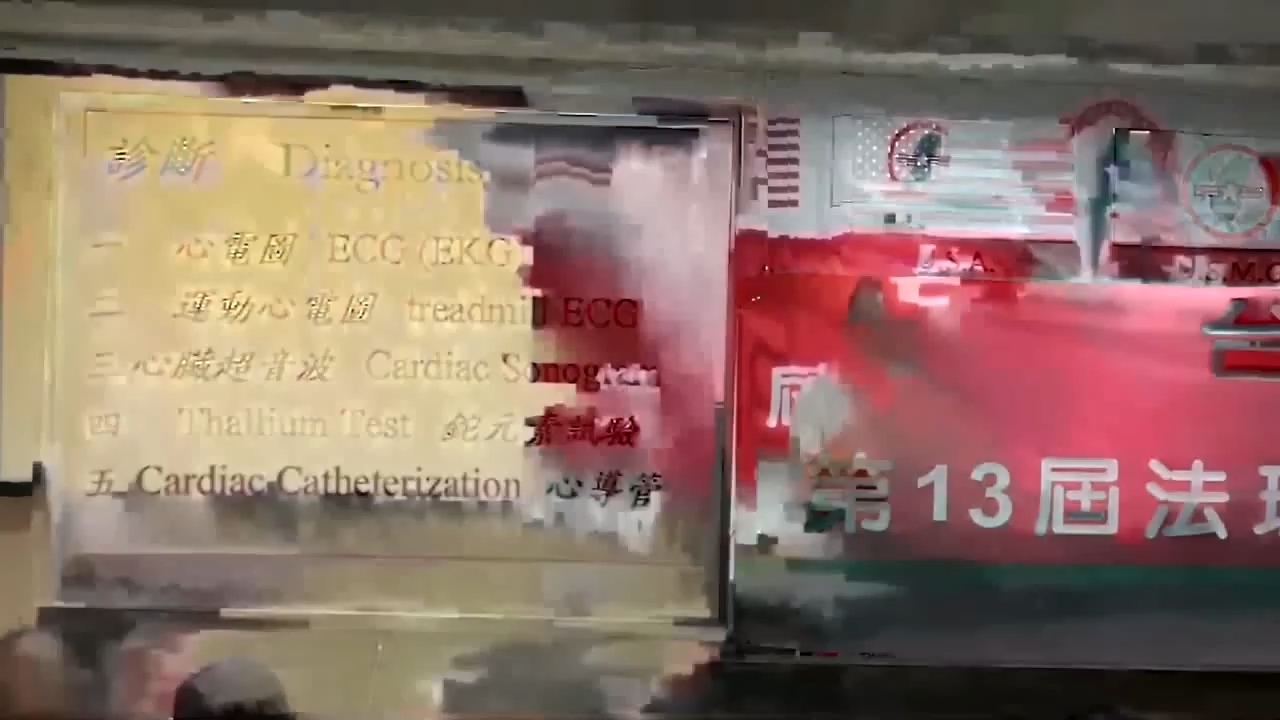 診斷 Diagnosis
一 心電圖 ECG (EKG)
二 運動心電圖 treadmill ECG
三 心臟超音波 Cardiac Sonogram
四 Thallium Test 鉈元素試驗
五 Cardiac Catheterization 心導管
U.S.A.
U.S.M.C
屆
第13屆法